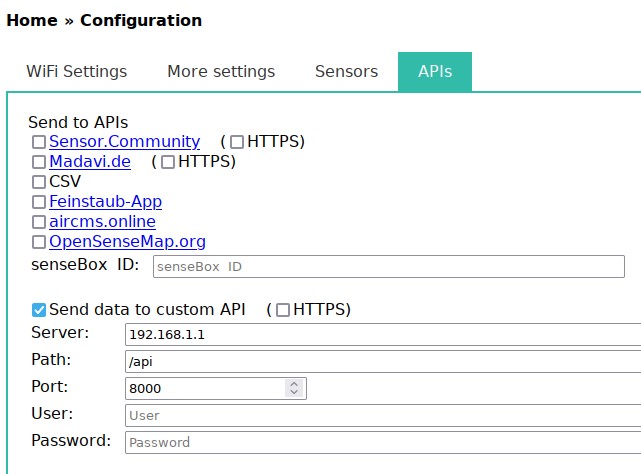 Home » Configuration
WiFi Settings More settings Sensors APIs
Send to APIs
Sensor.Community ( HTTPS)
Madavi.de ( HTTPS)
CSV
Feinstaub-App
aircms.online
OpenSenseMap.org
senseBox ID: senseBox ID
Send data to custom API ( HTTPS)
Server: 192.168.1.1
Path: /api
Port: 8000
User: User
Password: Password